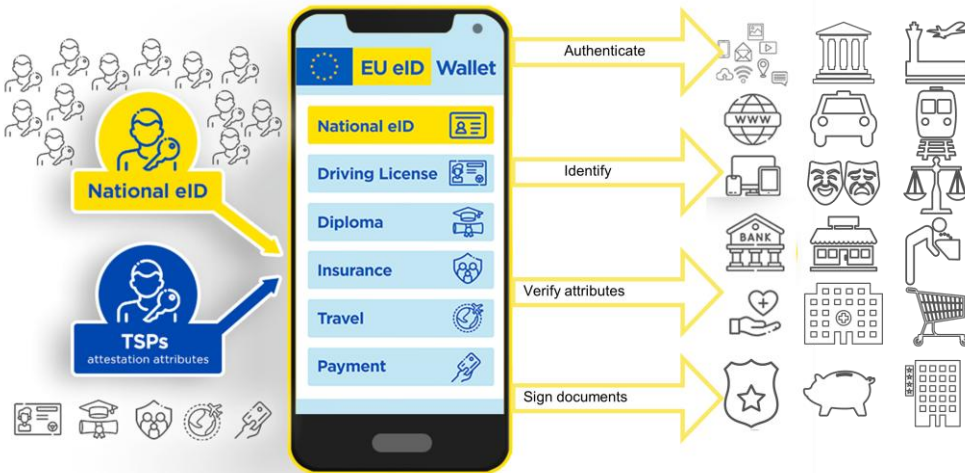 National eID
TSPs
attestation attributes
EU eID Wallet
National eID
Driving License
Diploma
Insurance
Travel
Payment
Authenticate
Identify
Verify attributes
Sign documents
WWW
BANK